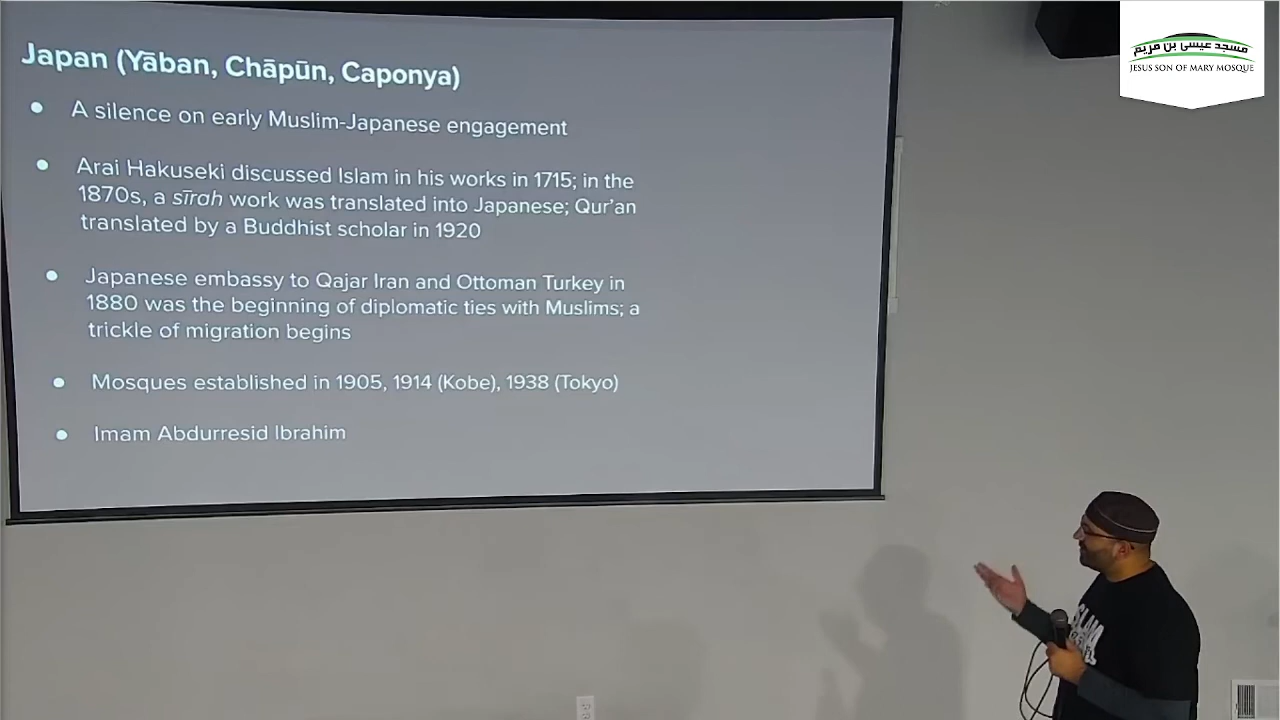 Japan (Yāban, Chāpūn, Caponya)
● A silence on early Muslim-Japanese engagement
● Arai Hakuseki discussed Islam in his works in 1715; in the
1870s, a sīrah work was translated into Japanese; Qur'an
translated by a Buddhist scholar in 1920
● Japanese embassy to Qajar Iran and Ottoman Turkey in
1880 was the beginning of diplomatic ties with Muslims; a
trickle of migration begins
● Mosques established in 1905, 1914 (Kobe), 1938 (Tokyo)
● Imam Abdurresid Ibrahim
مسجد عيسى بن مريم
JESUS SON OF MARY MOSQUE